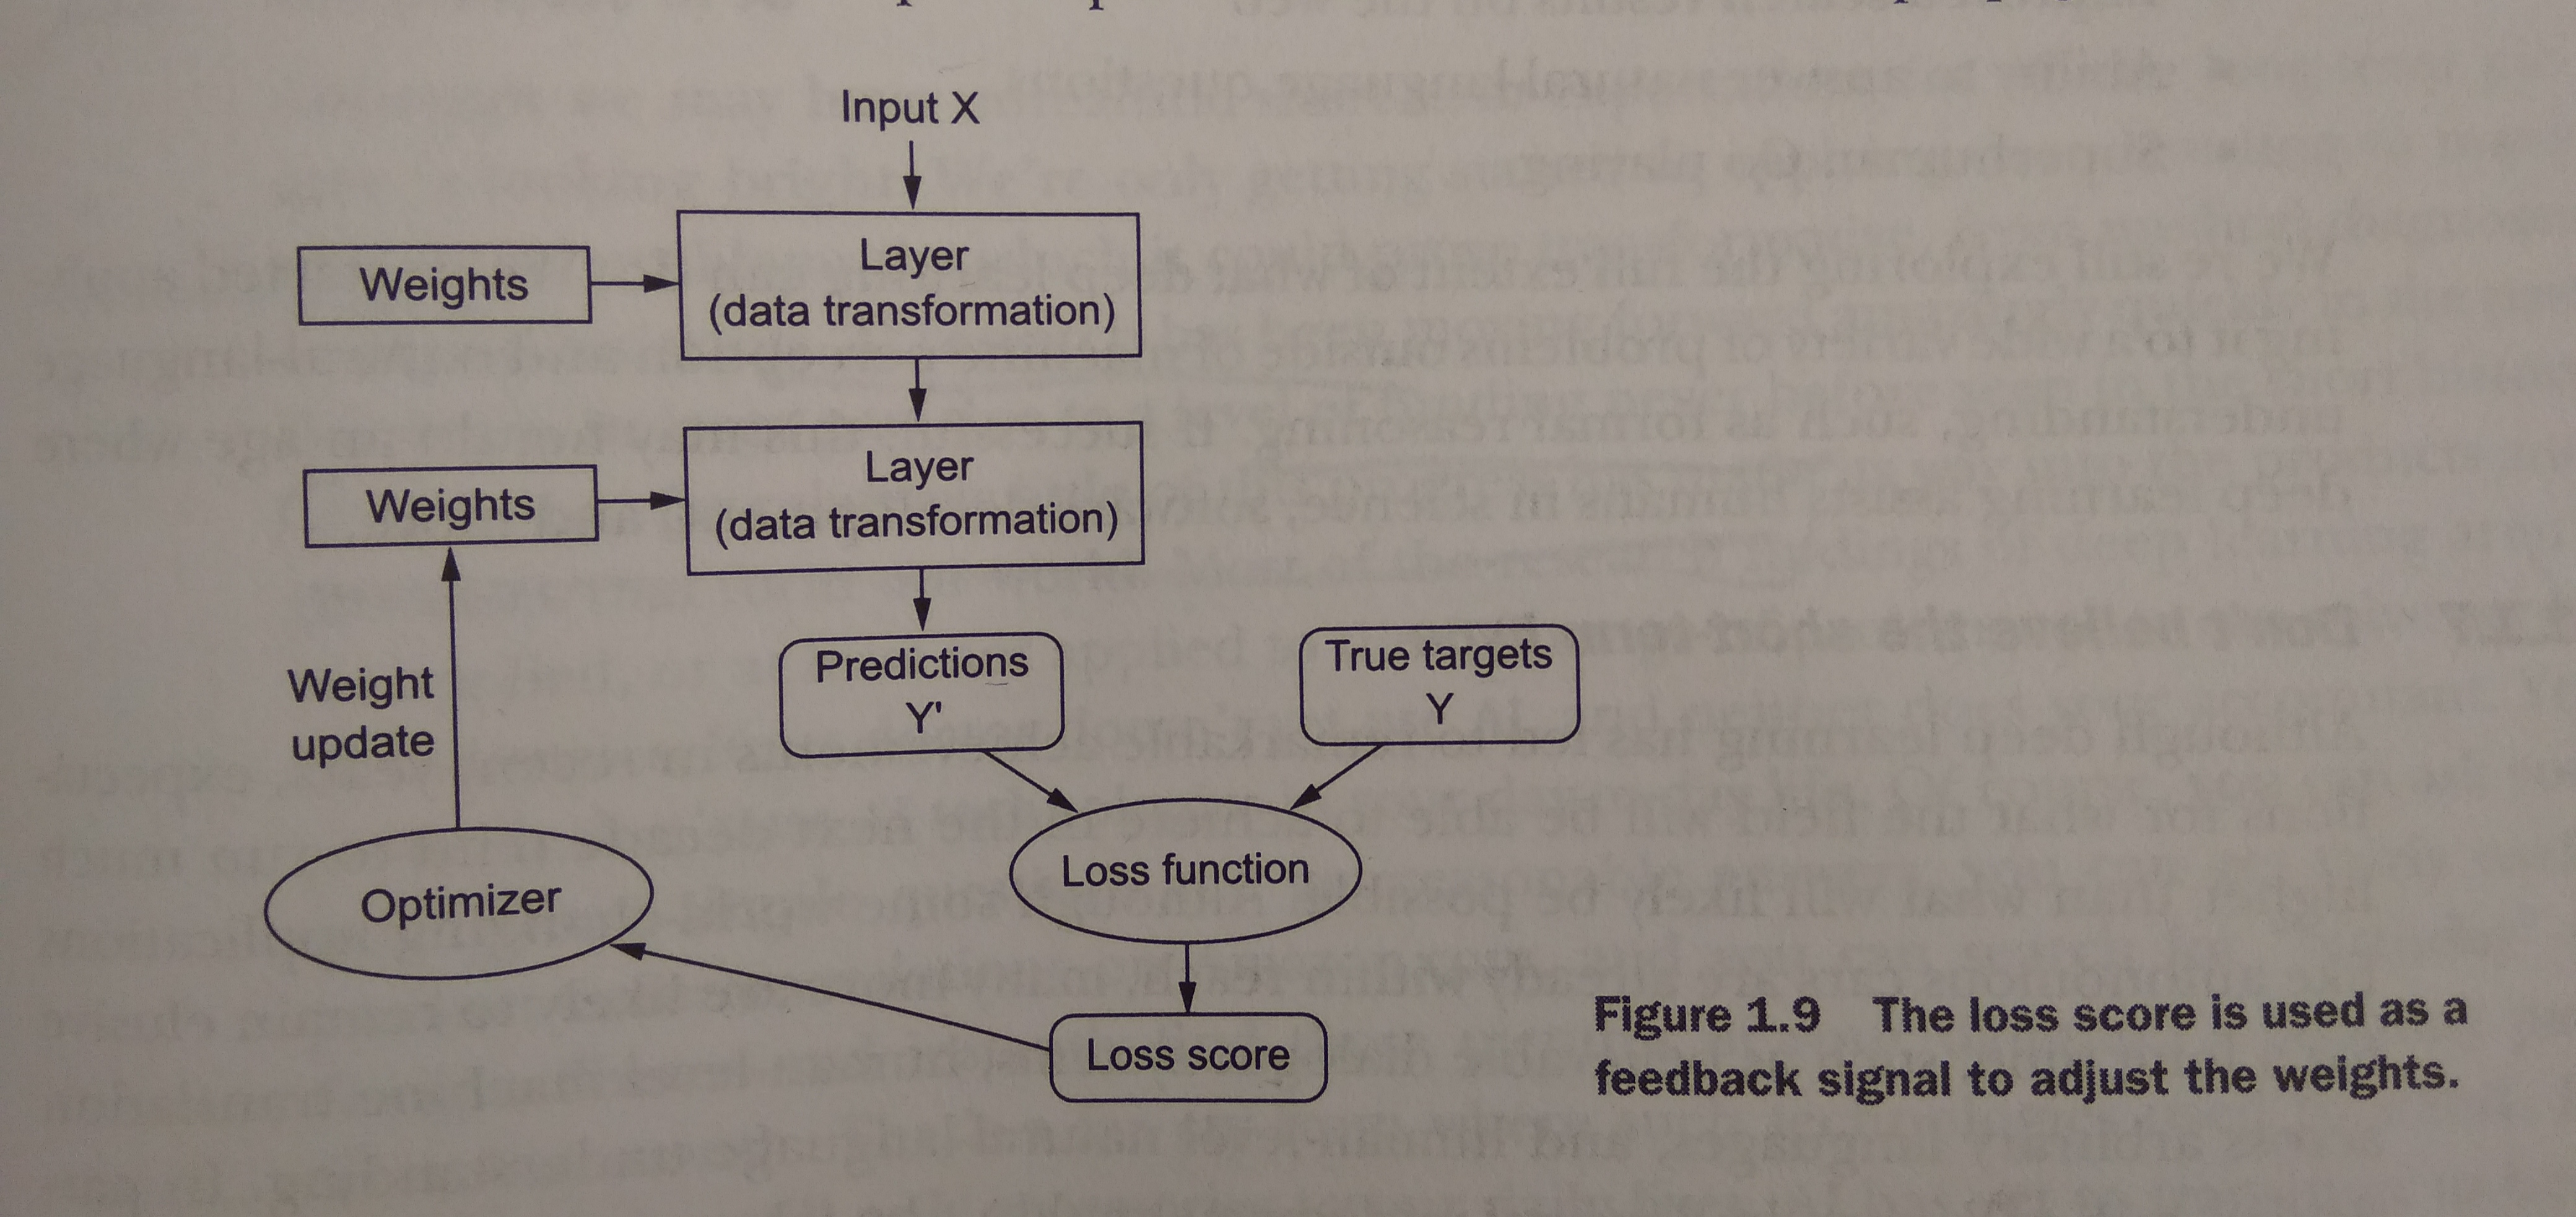 Input X
Weights
Layer
(data transformation)
Weights
Layer
(data transformation)
Weight
update
Predictions
Y'
True targets
Y
Optimizer
Loss function
Loss score
Figure 1.9 The loss score is used as a
feedback signal to adjust the weights.